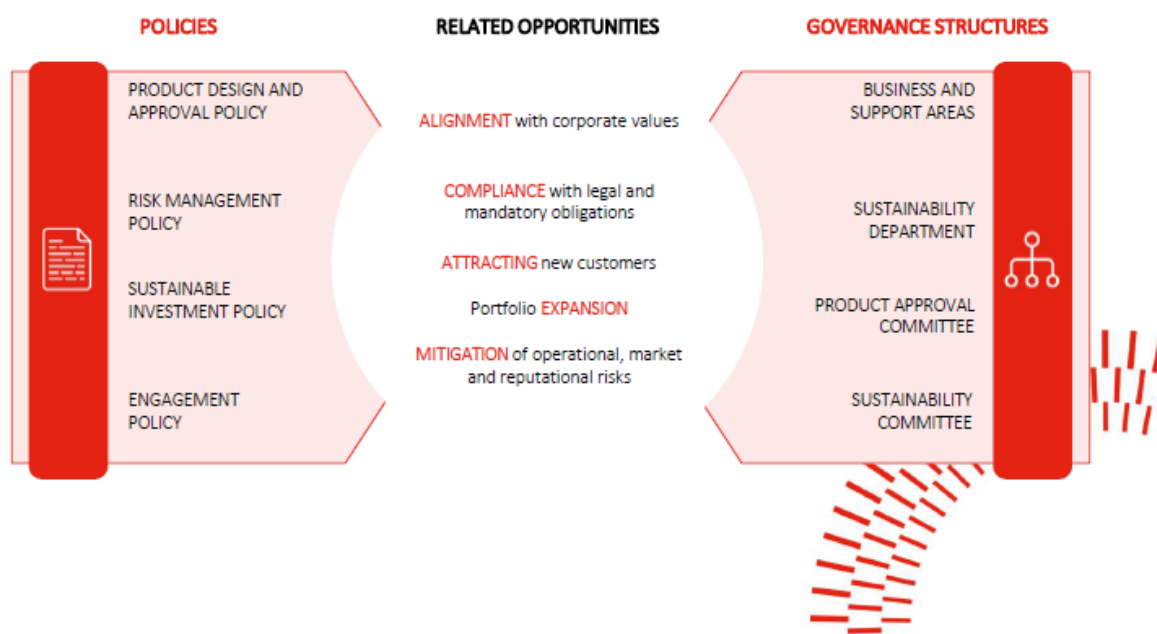 POLICIES
PRODUCT DESIGN AND
APPROVAL POLICY
RISK MANAGEMENT
POLICY
SUSTAINABLE
INVESTMENT POLICY
ENGAGEMENT
POLICY
RELATED OPPORTUNITIES
ALIGNMENT with corporate values
COMPLIANCE with legal and
mandatory obligations
ATTRACTING new customers
Portfolio EXPANSION
MITIGATION of operational, market
and reputational risks
GOVERNANCE STRUCTURES
BUSINESS AND
SUPPORT AREAS
SUSTAINABILITY
DEPARTMENT
PRODUCT APPROVAL
COMMITTEE
SUSTAINABILITY
COMMITTEE